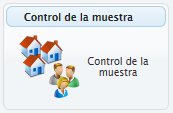 Control de la muestra
Control de la
muestra